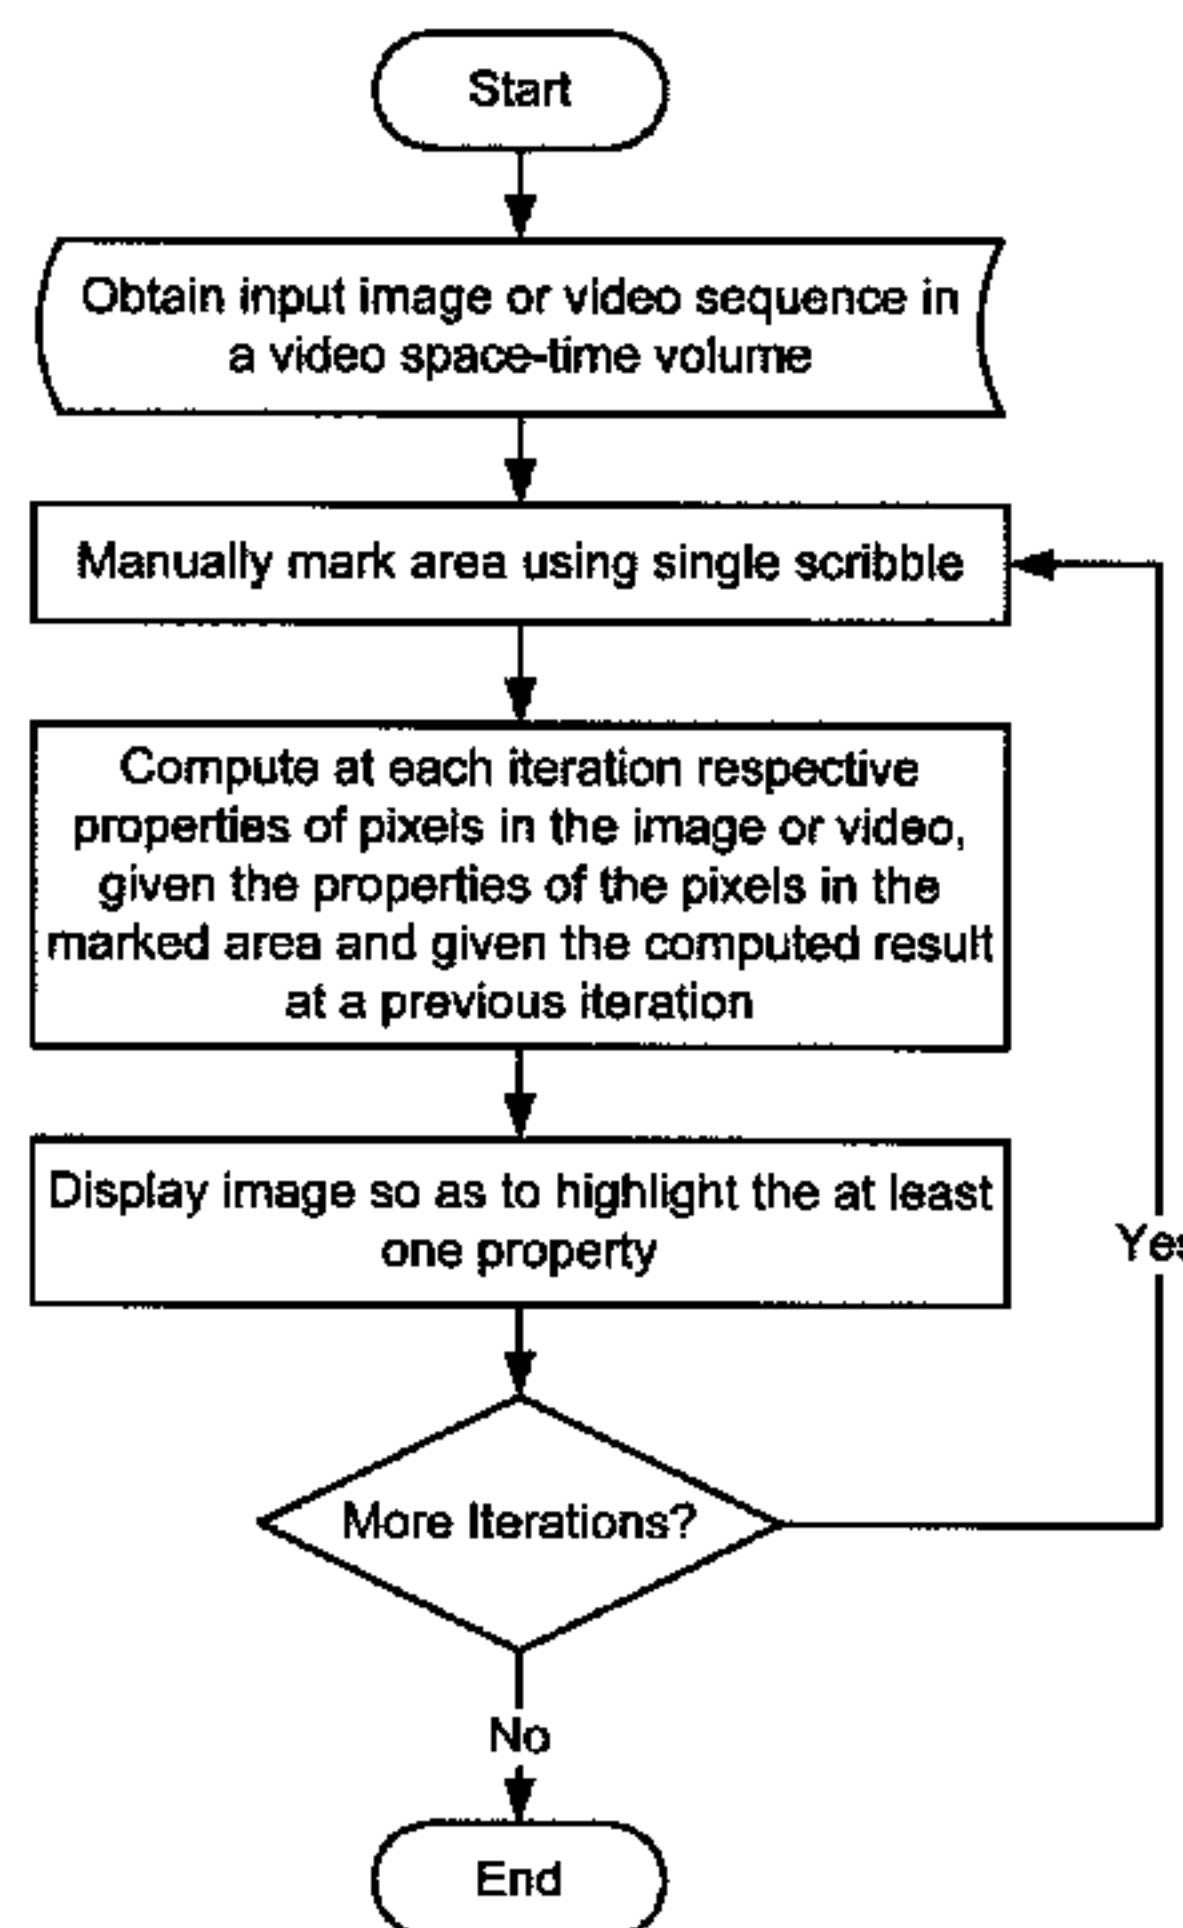 Start
Obtain input image or video sequence in
a video space-time volume
Manually mark area using single scribble
Compute at each iteration respective
properties of pixels in the image or video,
given the properties of the pixels in the
marked area and given the computed result
at a previous iteration
Display image so as to highlight the at least
one property
Yes
More Iterations?
No
End